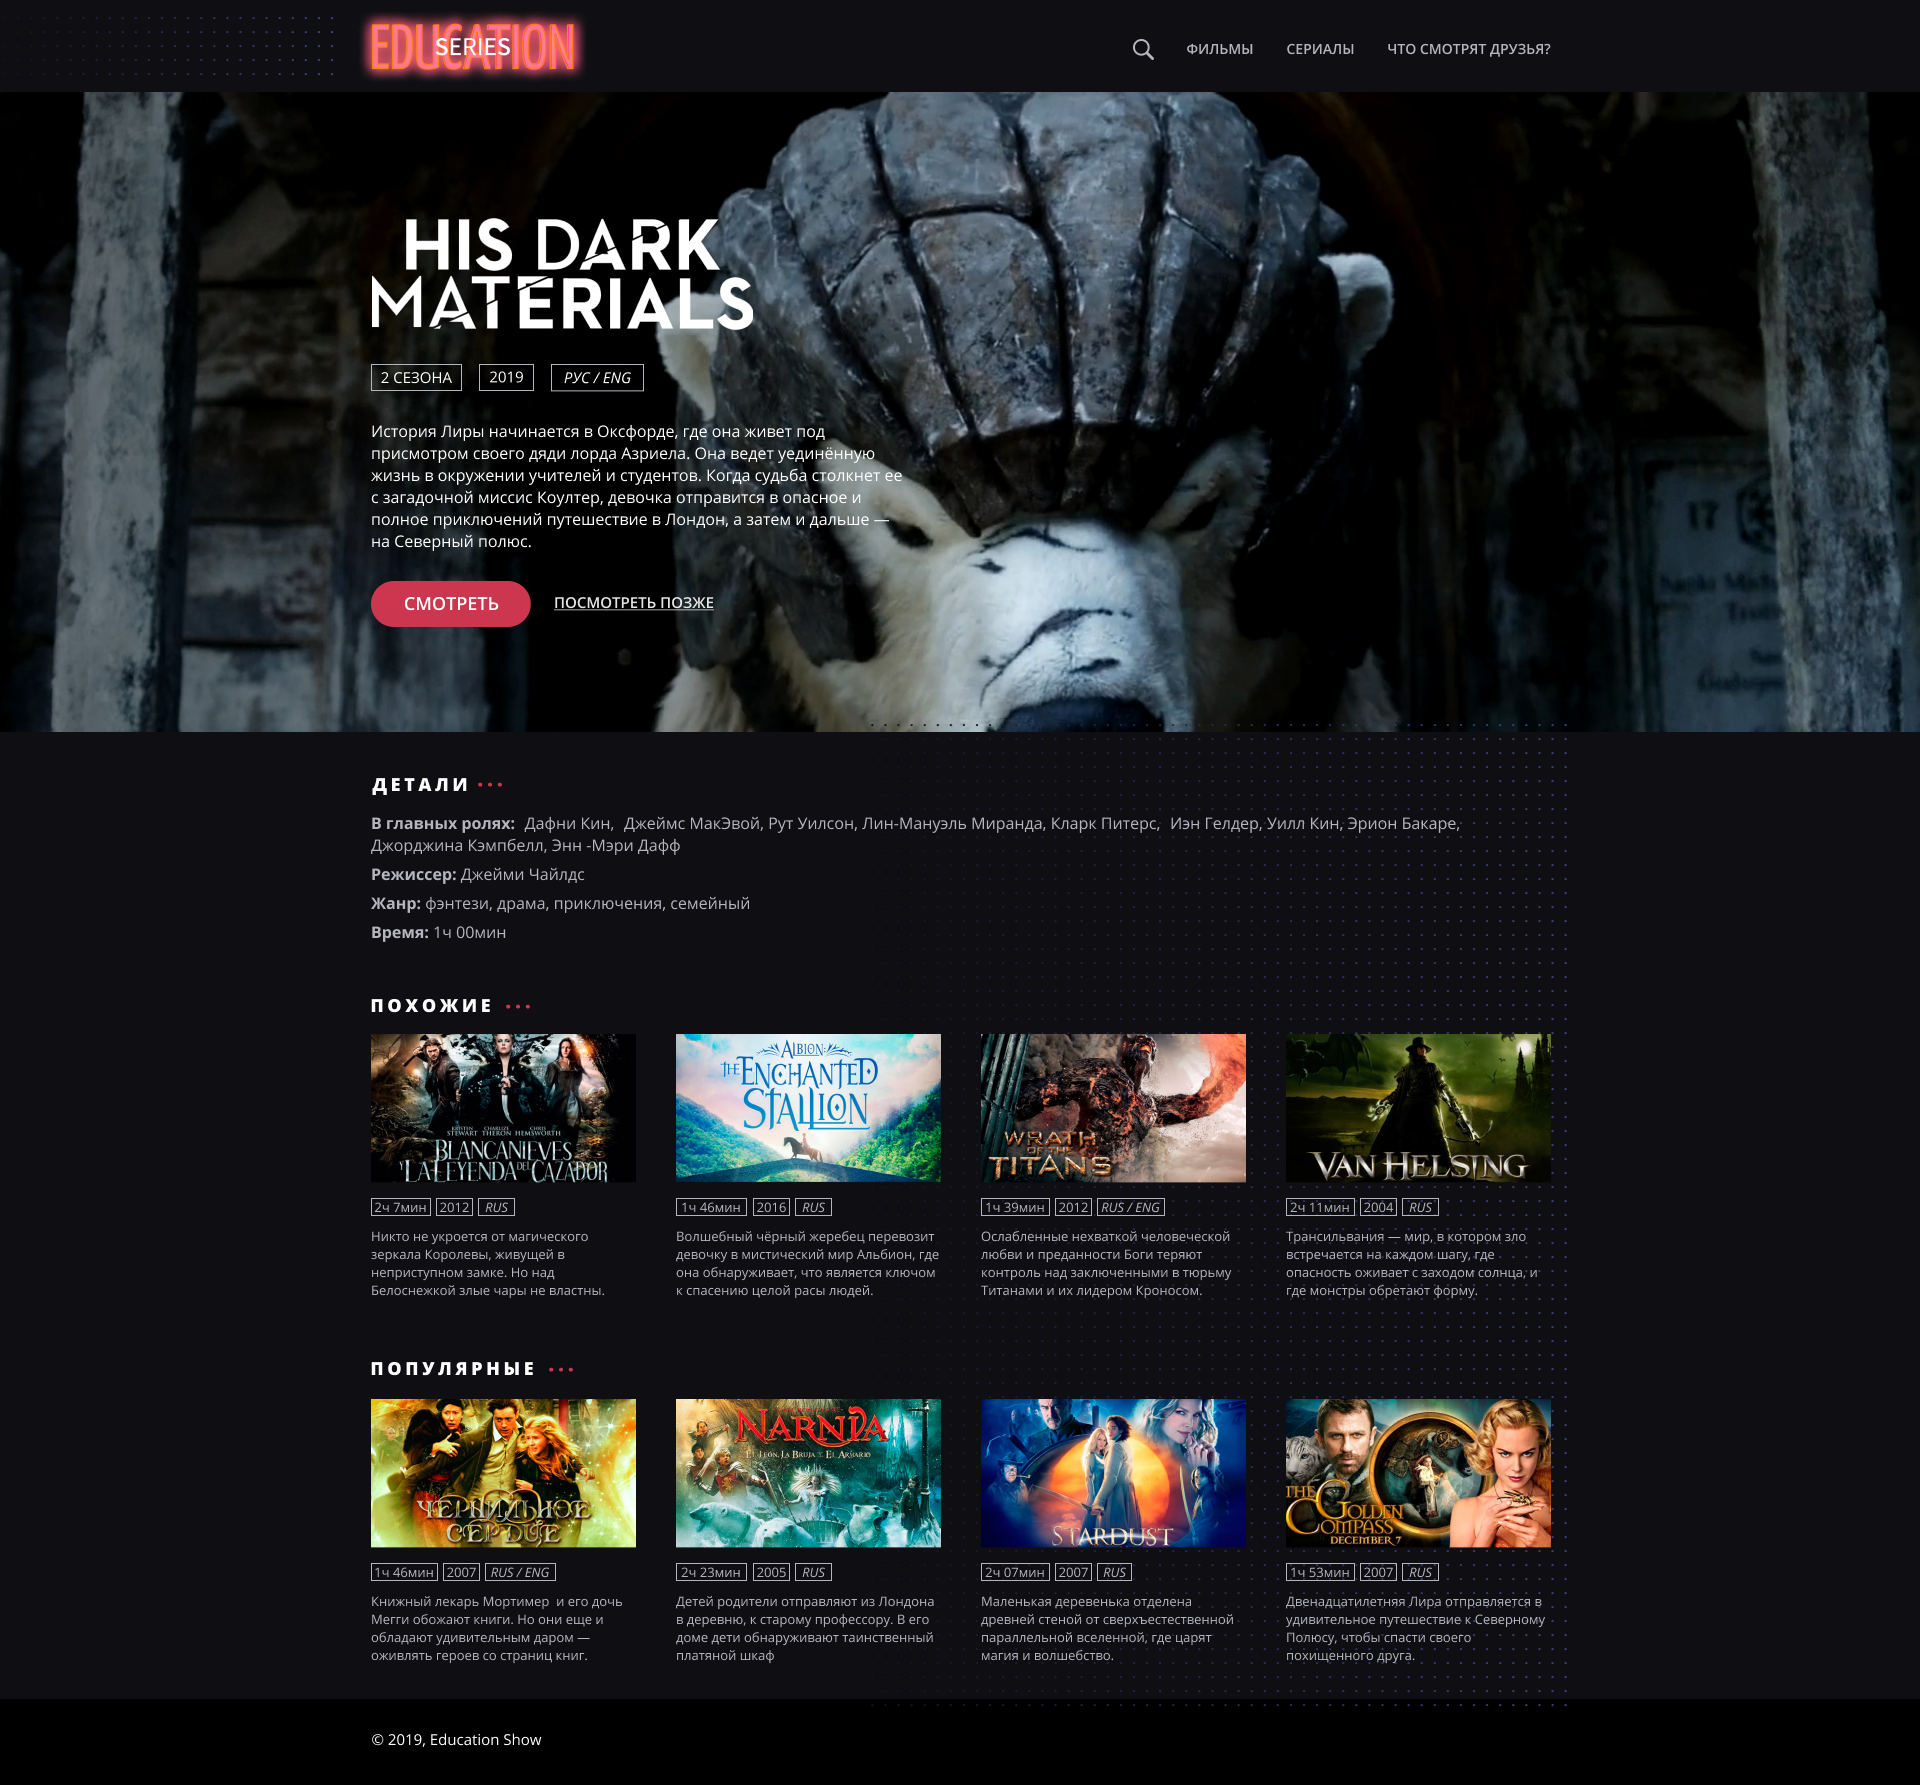 EDUCATION
SERIES
ФИЛЬМЫ
СЕРИАЛЫ
ЧТО СМОТРЯТ ДРУЗЬЯ?
HIS DARK
MATERIALS
2 СЕЗОНА
2019
РУС / ENG
История Лиры начинается в Оксфорде, где она живет под
присмотром своего дяди лорда Азриела. Она ведет уединённую
жизнь в окружении учителей и студентов. Когда судьба столкнет ее
с загадочной миссис Коултер, девочка отправится в опасное и
полное приключений путешествие в Лондон, а затем и дальше —
на Северный полюс.
СМОТРЕТЬ
ПОСМОТРЕТЬ ПОЗЖЕ
17
ДЕТАЛИ
В главных ролях: Дафни Кин, Джеймс МакЭвой, Рут Уилсон, Лин-Мануэль Миранда, Кларк Питерс, Иэн Гелдер, Уилл Кин, Эрион Бакаре,
Джорджина Кэмпбелл, Энн -Мэри Дафф
Режиссер: Джейми Чайлдс
Жанр: фэнтези, драма, приключения, семейный
Время: 1ч 00мин
ПОХОЖИЕ
KRISTEN CHARLIZE CHRIS
STEWART THERON HEMSWORTH
BLANCANIEVES
Y LA LEYENDA DEL CAZADOR
2ч 7мин
2012
RUS
Никто не укроется от магического
зеркала Королевы, живущей в
неприступном замке. Но над
Белоснежкой злые чары не властны.
ALBION:
THE ENCHANTED
STALLION
1ч 46мин
2016
RUS
Волшебный чёрный жеребец перевозит
девочку в мистический мир Альбион, где
она обнаруживает, что является ключом
к спасению целой расы людей.
WRATH
OF THE
TITANS
1ч 39мин
2012
RUS / ENG
Ослабленные нехваткой человеческой
любви и преданности Боги теряют
контроль над заключенными в тюрьму
Титанами и их лидером Кроносом.
VAN HELSING
2ч 11мин
2004
RUS
Трансильвания — мир, в котором зло
встречается на каждом шагу, где
опасность оживает с заходом солнца, и
где монстры обретают форму.
ПОПУЛЯРНЫЕ
ЧЕРНИЛЬНОЕ
СЕРДЦЕ
1ч 46мин
2007
RUS / ENG
Книжный лекарь Мортимер и его дочь
Мегги обожают книги. Но они еще и
обладают удивительным даром —
оживлять героев со страниц книг.
NARNIA
EL LEÓN, LA BRUJA Y EL ARMARIO
2ч 23мин
2005
RUS
Детей родители отправляют из Лондона
в деревню, к старому профессору. В его
доме дети обнаруживают таинственный
платяной шкаф
STARDUST
2ч 07мин
2007
RUS
Маленькая деревенька отделена
древней стеной от сверхъестественной
параллельной вселенной, где царят
магия и волшебство.
THE
GOLDEN
COMPASS
DECEMBER 7
1ч 53мин
2007
RUS
Двенадцатилетняя Лира отправляется в
удивительное путешествие к Северному
Полюсу, чтобы спасти своего
похищенного друга.
© 2019, Education Show